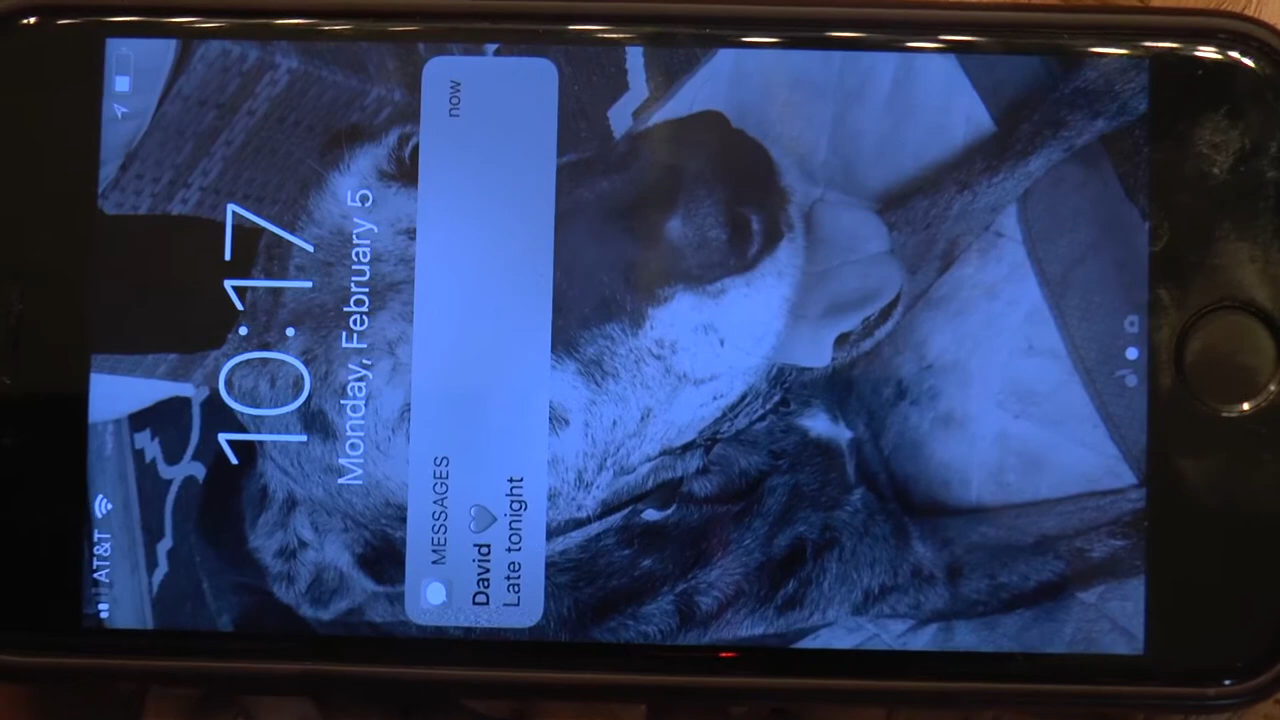 AT&T
10:17
Monday, February 5
MESSAGES now
David 🤍
Late tonight